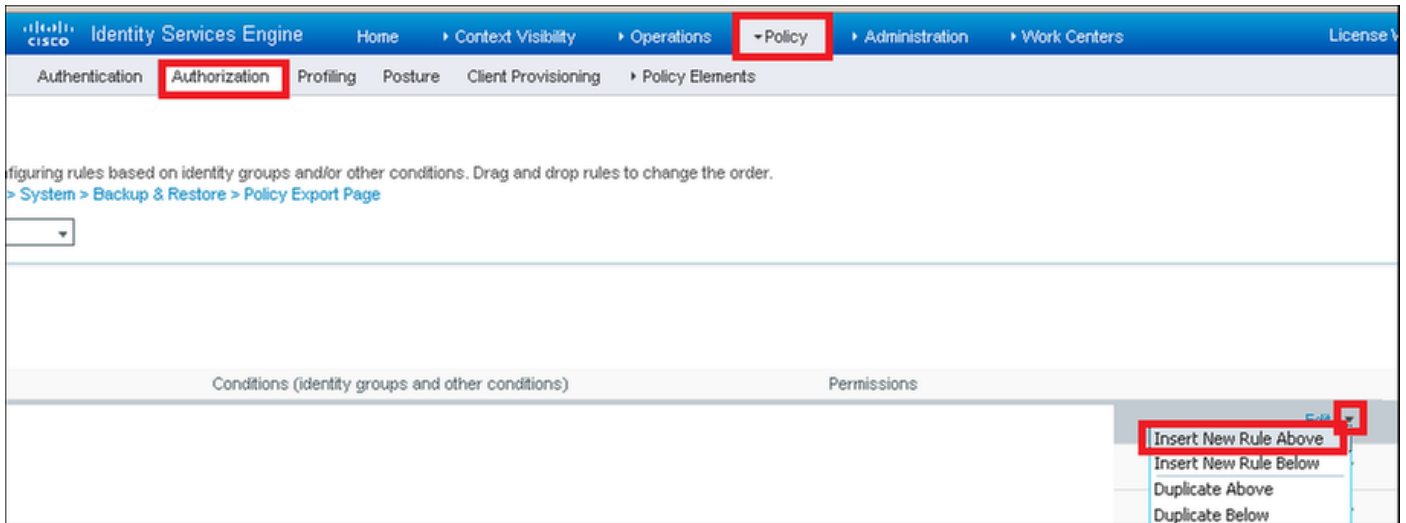 cisco Identity Services Engine Home Context Visibility Operations Policy Administration Work Centers License
Authentication Authorization Profiling Posture Client Provisioning Policy Elements
figuring rules based on identity groups and/or other conditions. Drag and drop rules to change the order.
> System > Backup & Restore > Policy Export Page
Conditions (identity groups and other conditions) Permissions
Edit
Insert New Rule Above
Insert New Rule Below
Duplicate Above
Duplicate Below